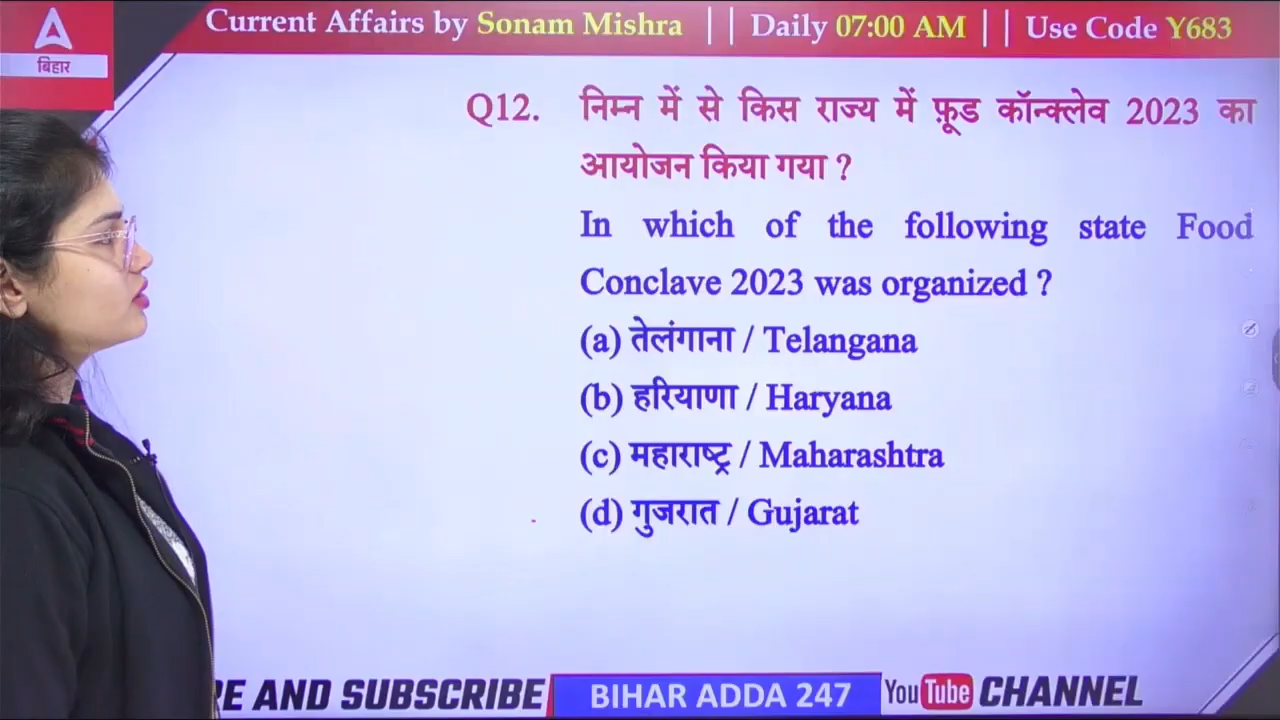 Current Affairs by Sonam Mishra || Daily 07:00 AM || Use Code Y683
बिहार
Q12. निम्न में से किस राज्य में फ़ूड कॉन्क्लेव 2023 का
आयोजन किया गया ?
In which of the following state Food
Conclave 2023 was organized ?
(a) तेलंगाना / Telangana
(b) हरियाणा / Haryana
(c) महाराष्ट्र / Maharashtra
(d) गुजरात / Gujarat
AND SUBSCRIBE BIHAR ADDA 247 YouTube CHANNEL